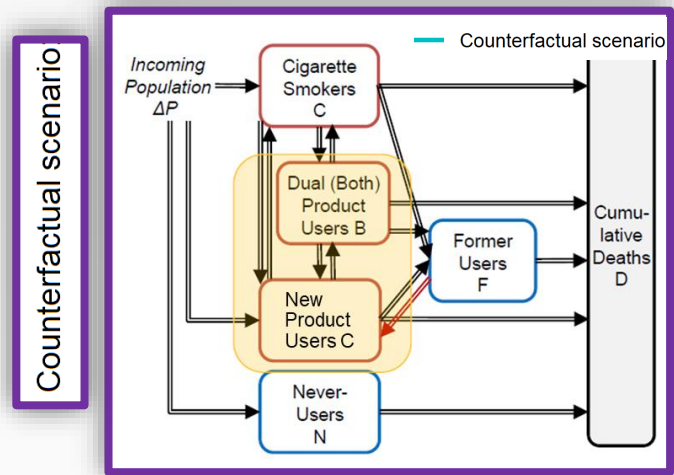 Counterfactual scenario
Counterfactual scenario
Incoming
Population
ΔP
Cigarette
Smokers
C
Dual (Both)
Product
Users B
New
Product
Users C
Former
Users
F
Never-
Users
N
Cumu-
lative
Deaths
D